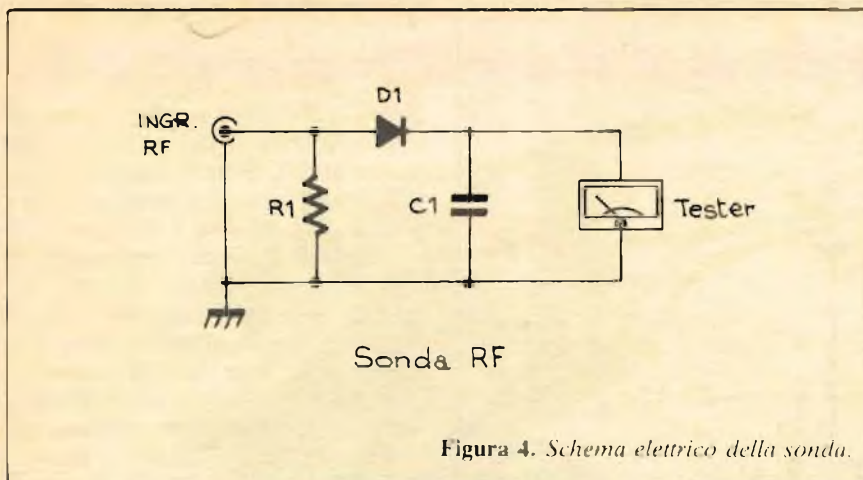 D1
INGR.
RF
R1
C1
Tester
Sonda RF
Figura 4. Schema elettrico della sonda.